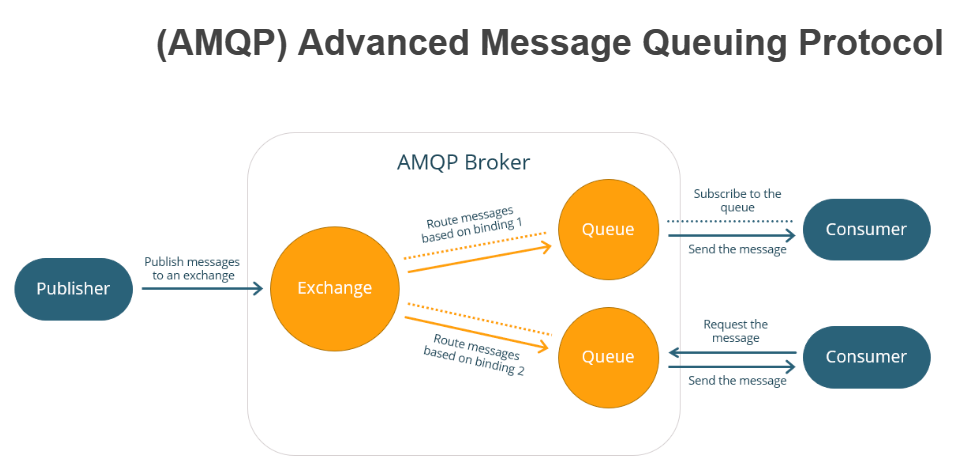 (AMQP) Advanced Message Queuing Protocol
AMQP Broker
Publisher
Publish messages
to an exchange
Exchange
Route messages
based on binding 1
Queue
Subscribe to the
queue
Send the message
Consumer
Route messages
based on binding 2
Queue
Request the
message
Send the message
Consumer